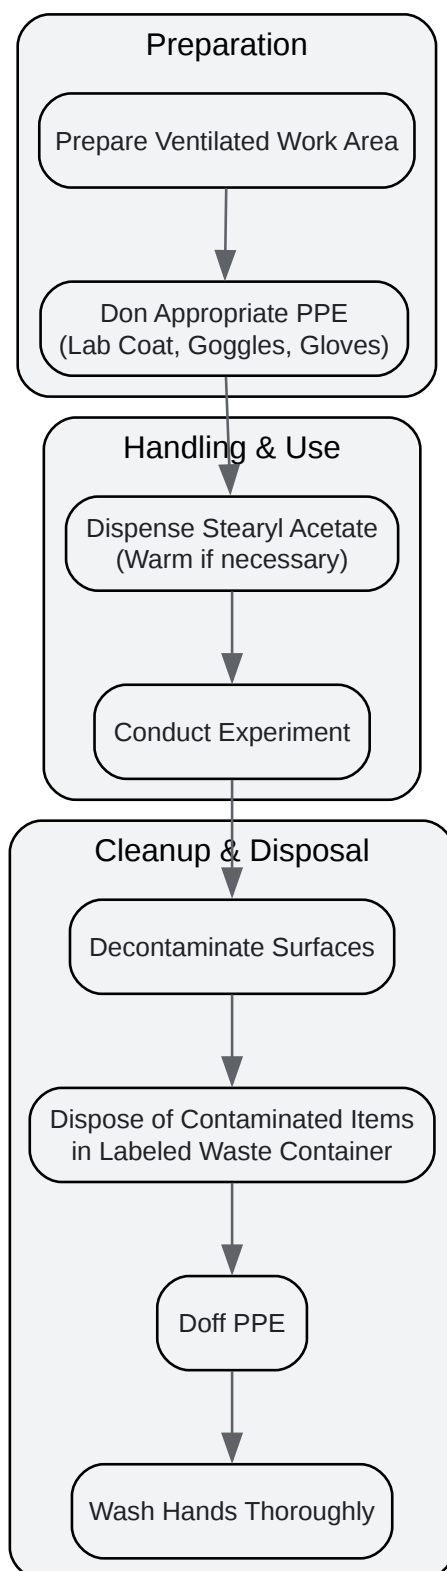 Preparation
Prepare Ventilated Work Area
Don Appropriate PPE
(Lab Coat, Goggles, Gloves)
Handling & Use
Dispense Stearyl Acetate
(Warm if necessary)
Conduct Experiment
Cleanup & Disposal
Decontaminate Surfaces
Dispose of Contaminated Items
in Labeled Waste Container
Doff PPE
Wash Hands Thoroughly